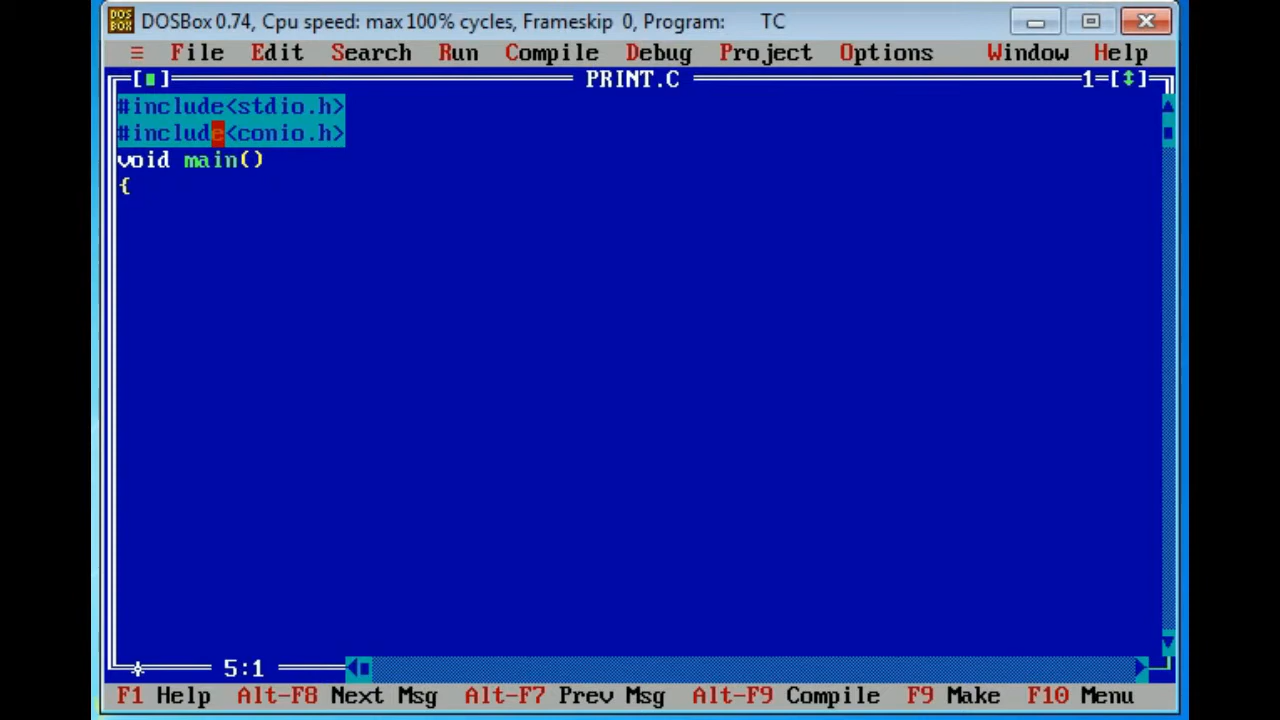 DOSBox 0.74, Cpu speed: max 100% cycles, Frameskip 0, Program: TC
≡ File Edit Search Run Compile Debug Project Options Window Help
[■] PRINT.C 1=[↕]
#include<stdio.h>
#include<conio.h>
void main()
{
5:1
F1 Help Alt-F8 Next Msg Alt-F7 Prev Msg Alt-F9 Compile F9 Make F10 Menu